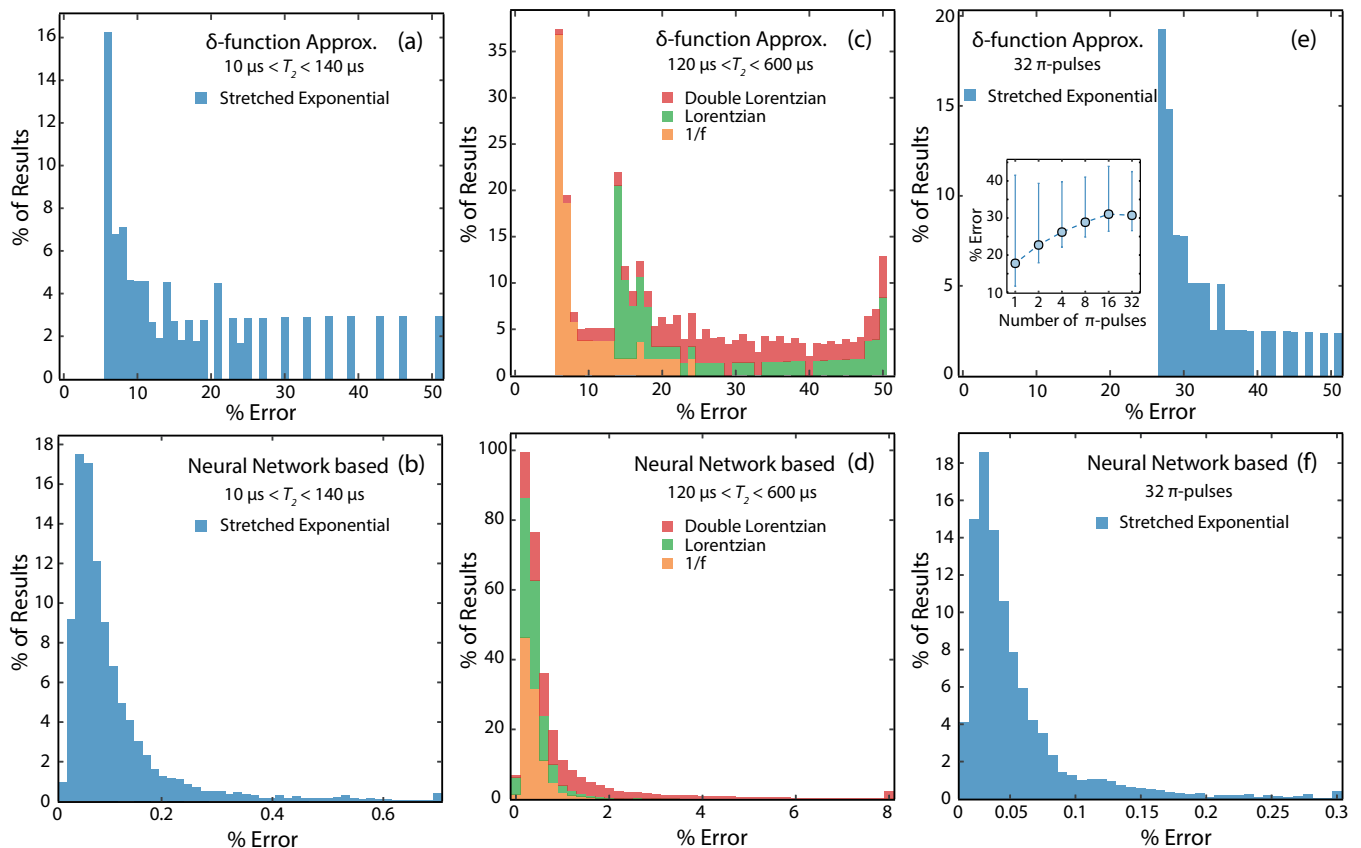 δ-function Approx. (a)
10 μs < T2 < 140 μs
Stretched Exponential
% of Results
16
14
12
10
8
6
4
2
0
0 10 20 30 40 50
% Error
δ-function Approx. (c)
120 μs <T2 < 600 μs
Double Lorentzian
Lorentzian
1/f
% of Results
35
30
25
20
15
10
5
0
0 10 20 30 40 50
% Error
δ-function Approx. (e)
32 π-pulses
Stretched Exponential
% of Results
20
15
10
5
0
0 10 20 30 40 50
% Error
% Error
40
30
20
10
1 2 4 8 16 32
Number of π-pulses
Neural Network based (b)
10 μs < T2 < 140 μs
Stretched Exponential
% of Results
18
16
14
12
10
8
6
4
2
0
0 0.2 0.4 0.6
% Error
Neural Network based (d)
120 μs < T2 < 600 μs
Double Lorentzian
Lorentzian
1/f
% of Results
100
80
60
40
20
0
0 2 4 6 8
% Error
Neural Network based (f)
32 π-pulses
Stretched Exponential
% of Results
18
16
14
12
10
8
6
4
2
0
0 0.05 0.1 0.15 0.2 0.25 0.3
% Error